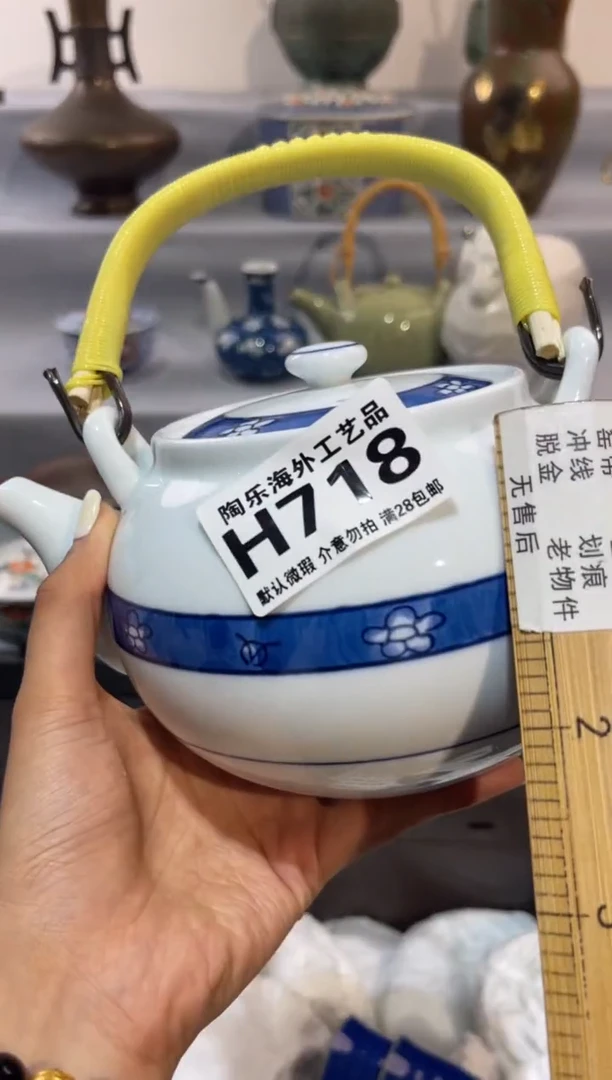 陶乐海外工艺品
H718
默认微瑕 介意勿拍 满28包邮
冲线 划痕
脱金 老物件
无售后
2
3